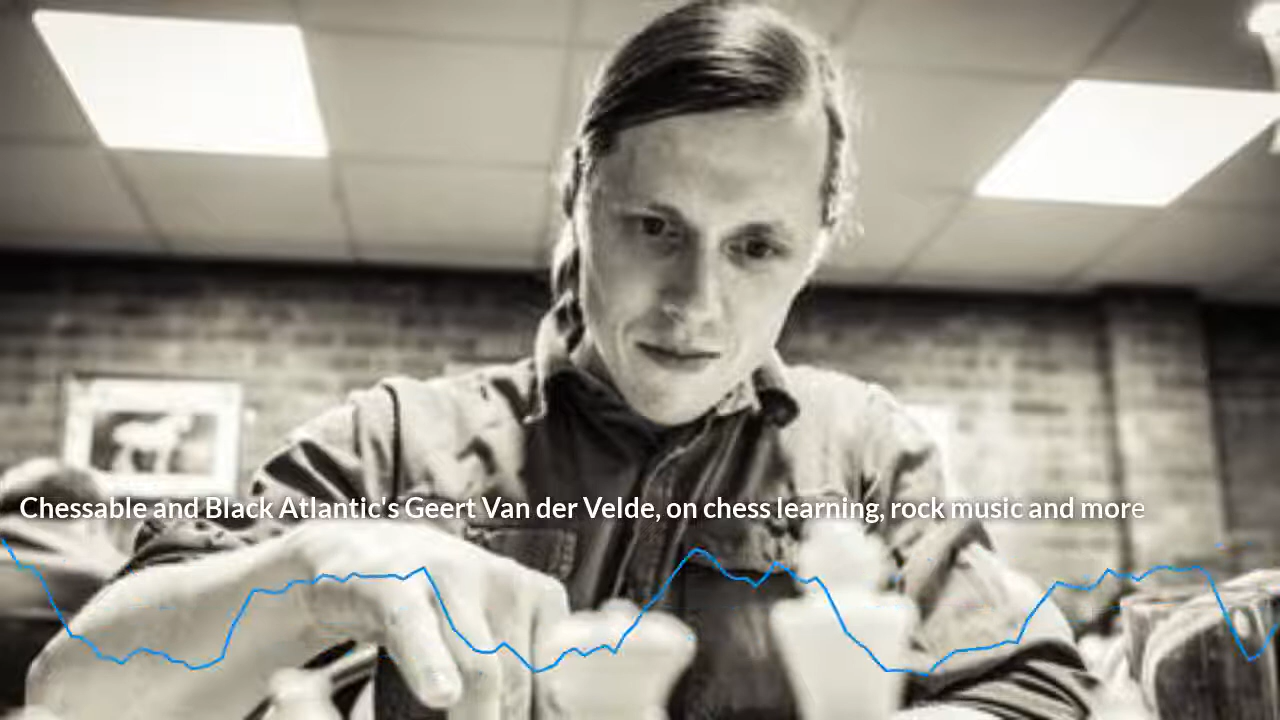 Chessable and Black Atlantic's Geert Van der Velde, on chess learning, rock music and more